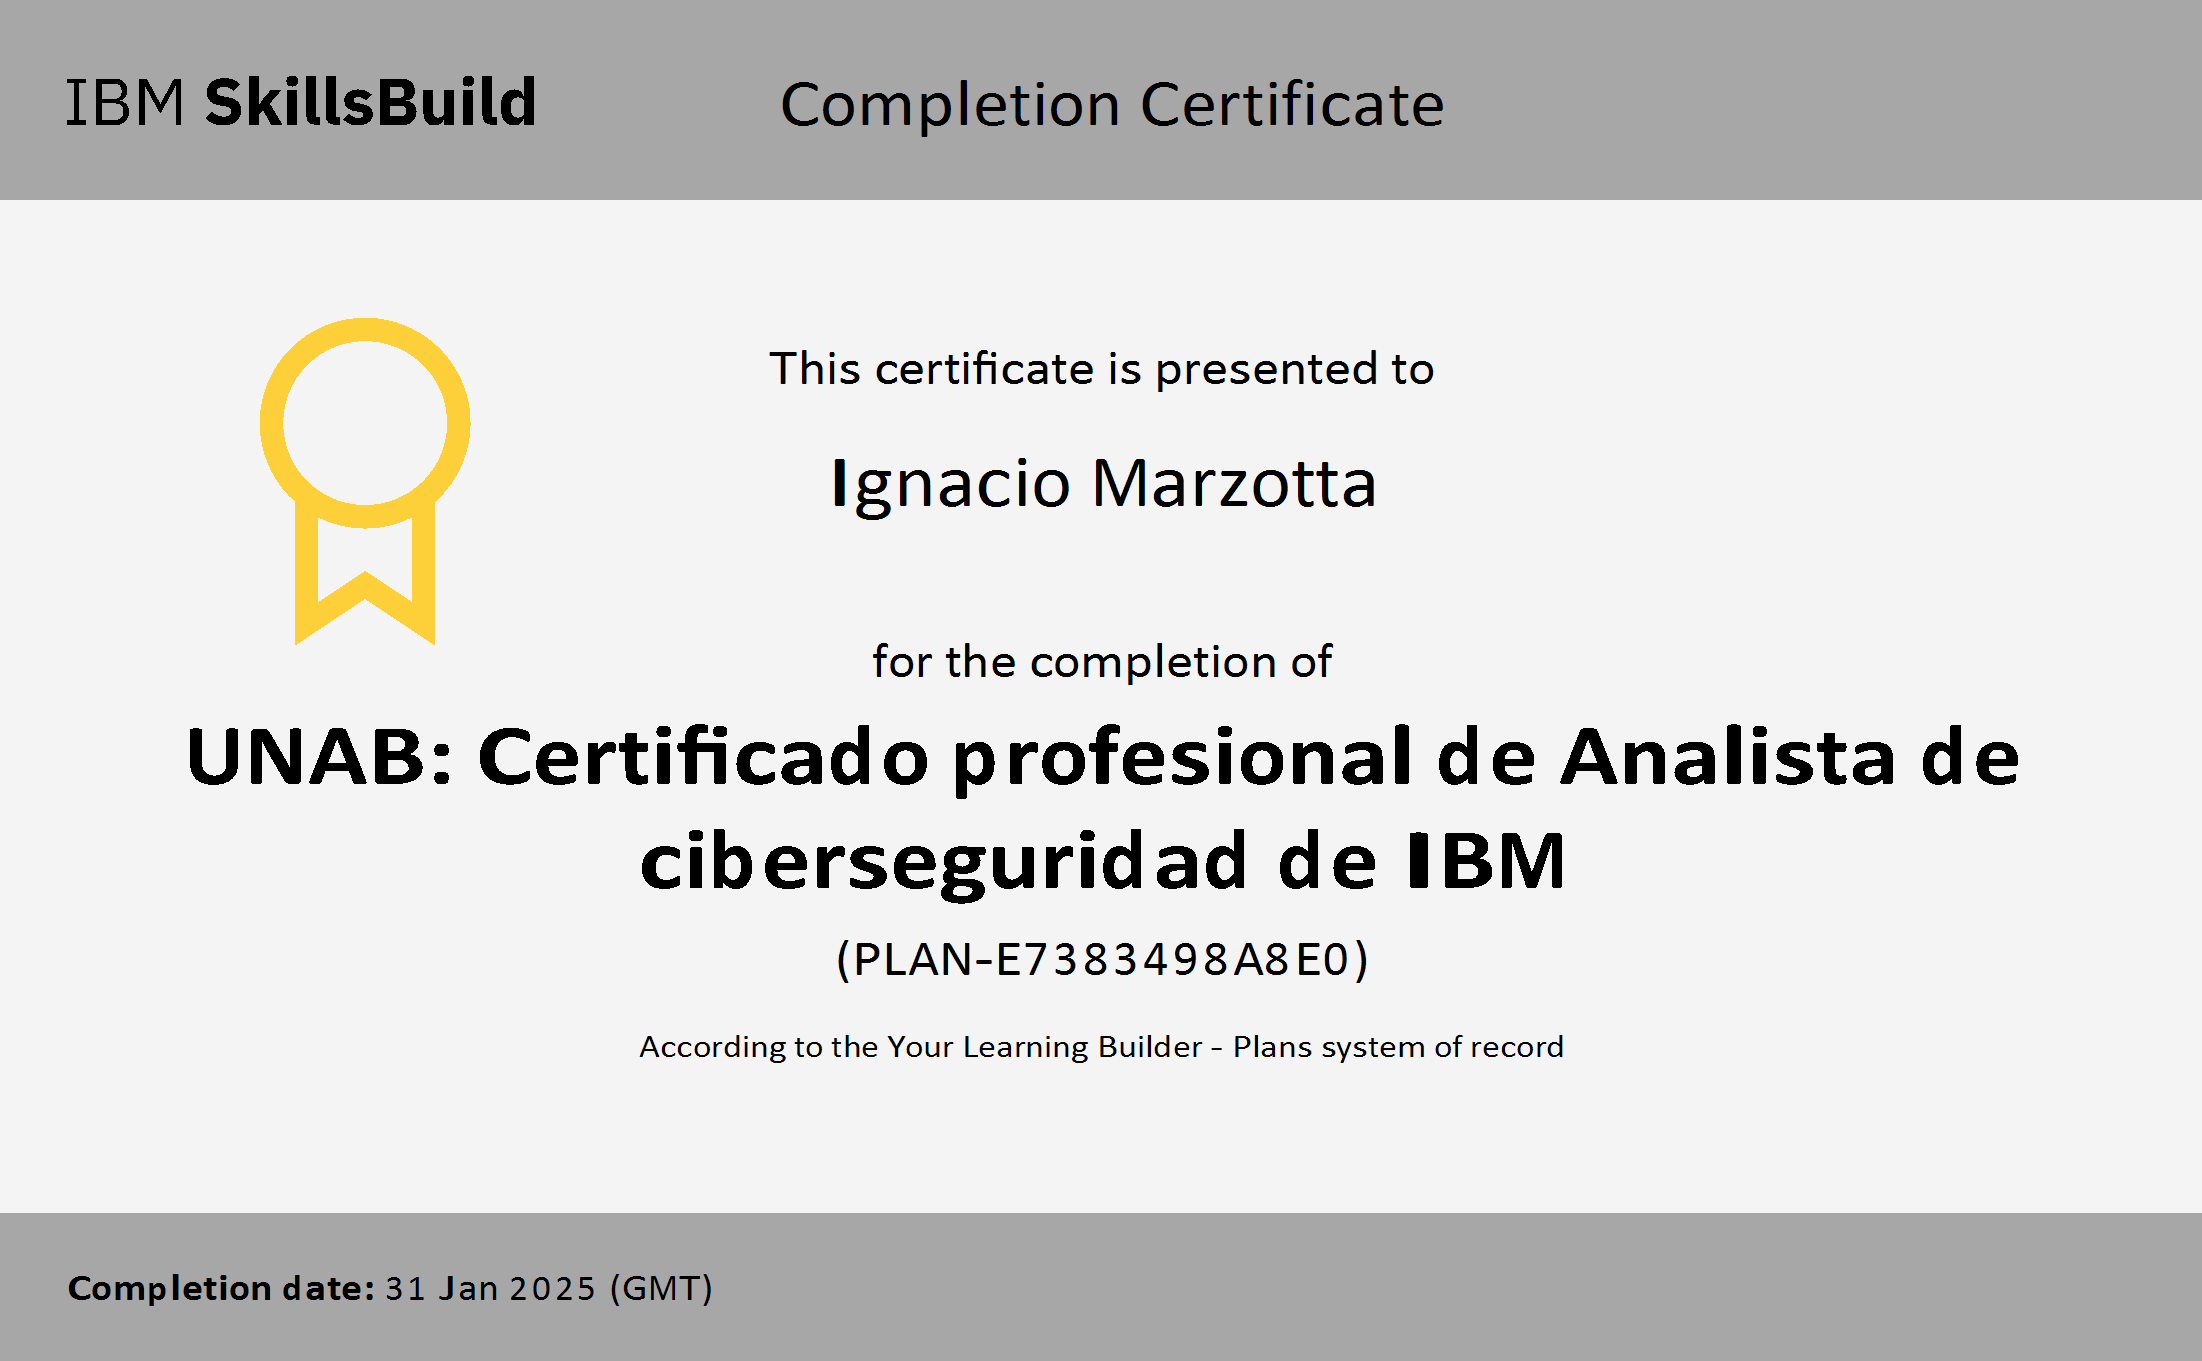 IBM SkillsBuild
Completion Certificate
This certificate is presented to
Ignacio Marzotta
for the completion of
UNAB: Certificado profesional de Analista de
ciberseguridad de IBM
(PLAN-E7383498A8E0)
According to the Your Learning Builder - Plans system of record
Completion date: 31 Jan 2025 (GMT)